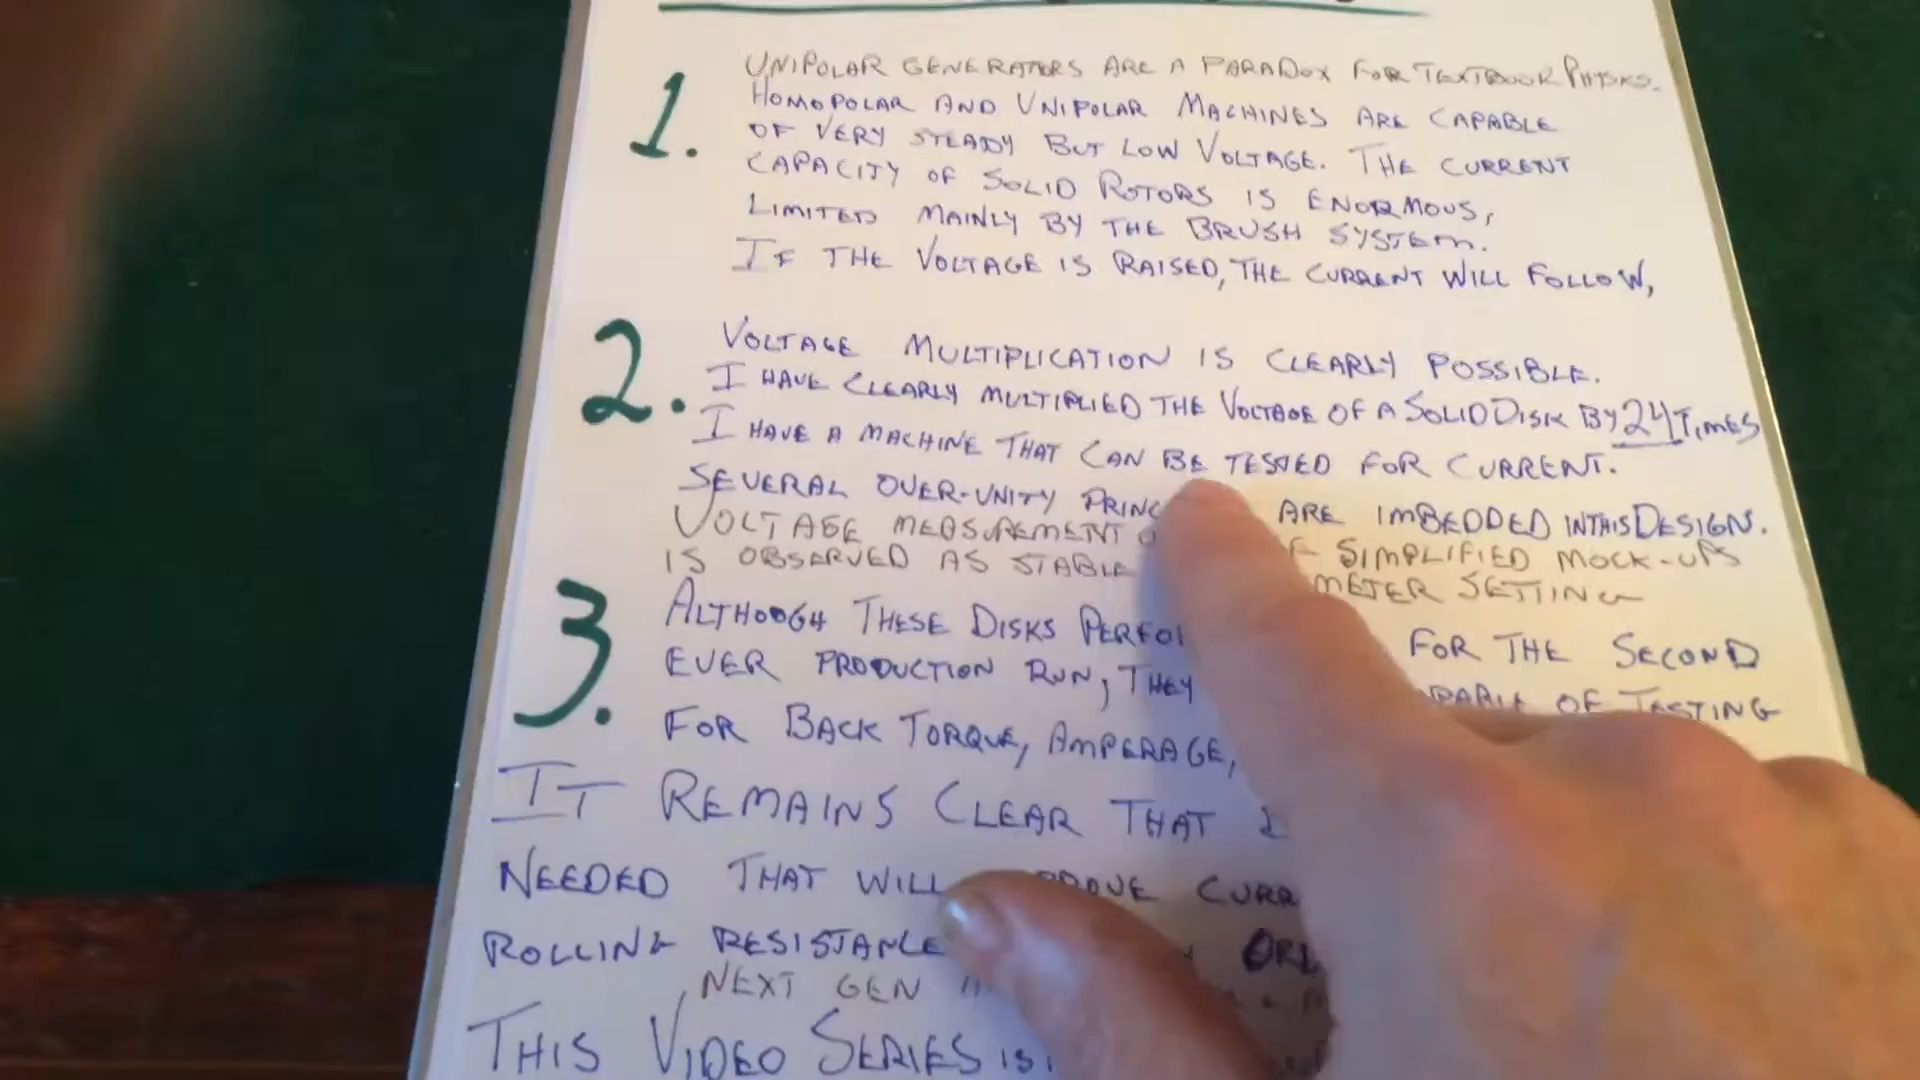 1. UNIPOLAR GENERATORS ARE A PARADOX FOR TEXTBOOK PHYSICS.
HOMOPOLAR AND UNIPOLAR MACHINES ARE CAPABLE
OF VERY STEADY BUT LOW VOLTAGE. THE CURRENT
CAPACITY OF SOLID ROTORS IS ENORMOUS,
LIMITED MAINLY BY THE BRUSH SYSTEM.
IF THE VOLTAGE IS RAISED, THE CURRENT WILL FOLLOW,
2. VOLTAGE MULTIPLICATION IS CLEARLY POSSIBLE.
I HAVE CLEARLY MULTIPLIED THE VOLTAGE OF A SOLID DISK BY 24 TIMES
I HAVE A MACHINE THAT CAN BE TESTED FOR CURRENT.
SEVERAL OVER-UNITY ARE IMBEDDED IN THIS DESIGN.
VOLTAGE MEASUREMENT SIMPLIFIED MOCK-UPS
IS OBSERVED AS STABLE METER SETTING
3. ALTHOUGH THESE DISKS FOR THE SECOND
EVER PRODUCTION RUN, THEY OF TESTING
FOR BACK TORQUE, AMPERAGE,
IT REMAINS CLEAR THAT
NEEDED THAT WILL
ROLLING RESISTANCE
NEXT GEN
THIS VIDEO SERIES IS